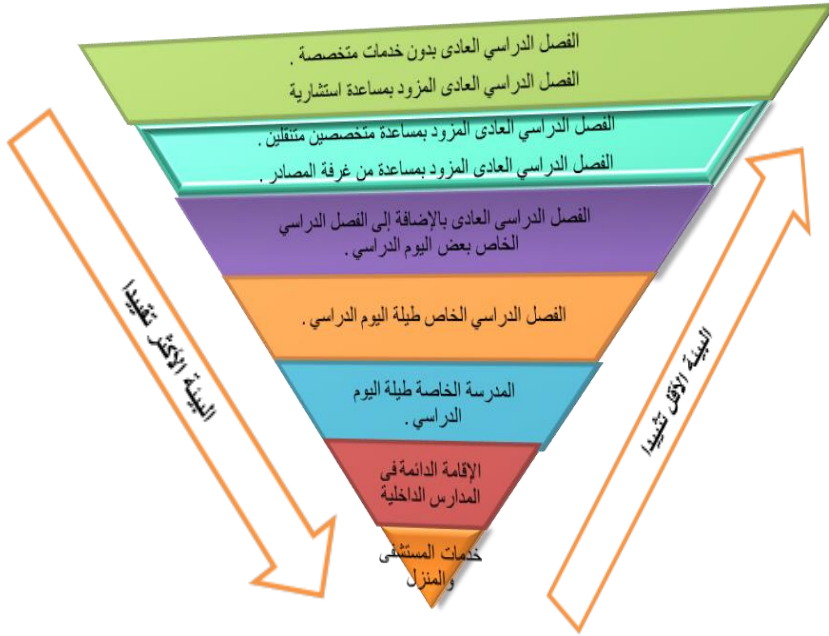 الفصل الدراسي العادى بدون خدمات متخصصة .
الفصل الدراسي العادى المزود بمساعدة استشارية
الفصل الدراسي العادى المزود بمساعدة متخصصين متنقلين .
الفصل الدراسي العادى المزود بمساعدة من غرفة المصادر .
الفصل الدراسى العادى بالإضافة إلى الفصل الدراسي
الخاص بعض اليوم الدراسي .
الفصل الدراسي الخاص طيلة اليوم الدراسي .
المدرسة الخاصة طيلة اليوم
الدراسي .
الإقامة الدائمة فى
المدارس الداخلية
خدمات المستشفى
والمنزل
البيئة الأكثر تقييدا
البيئة الأقل تقييدا